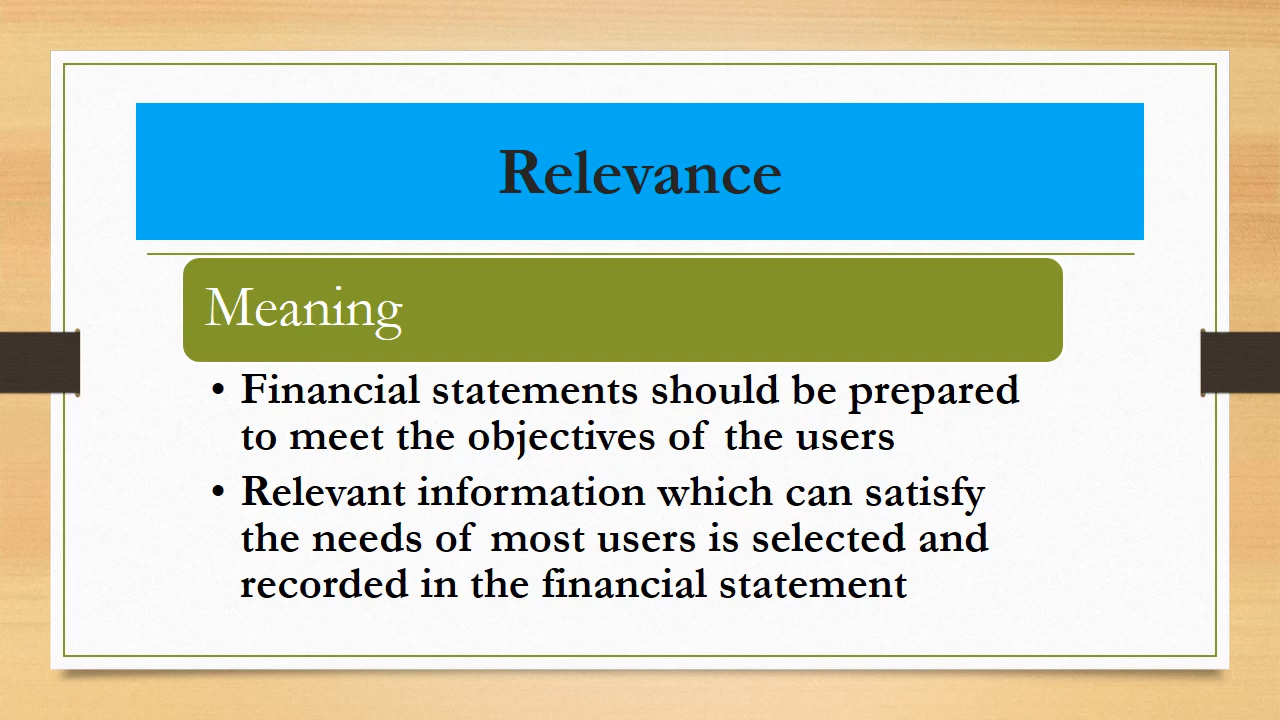 Relevance
Meaning
• Financial statements should be prepared
to meet the objectives of the users
• Relevant information which can satisfy
the needs of most users is selected and
recorded in the financial statement